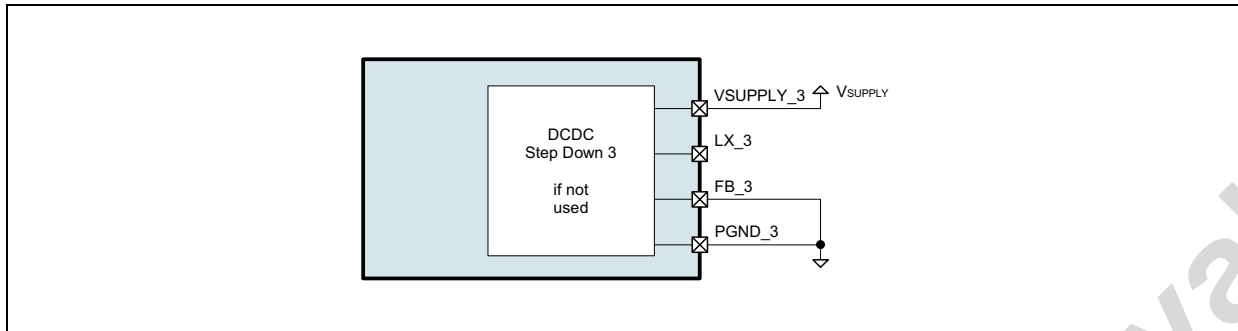 VSUPPLY_3
VSUPPLY
DCDC
Step Down 3
LX_3
if not
used
FB_3
PGND_3